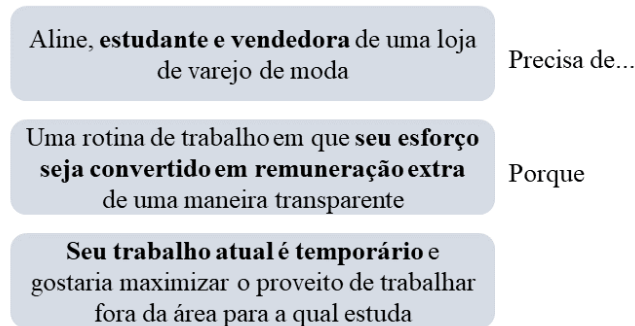 Aline, estudante e vendedora de uma loja
de varejo de moda
Precisa de...
Uma rotina de trabalho em que seu esforço
seja convertido em remuneração extra
de uma maneira transparente
Porque
Seu trabalho atual é temporário e
gostaria maximizar o proveito de trabalhar
fora da área para a qual estuda